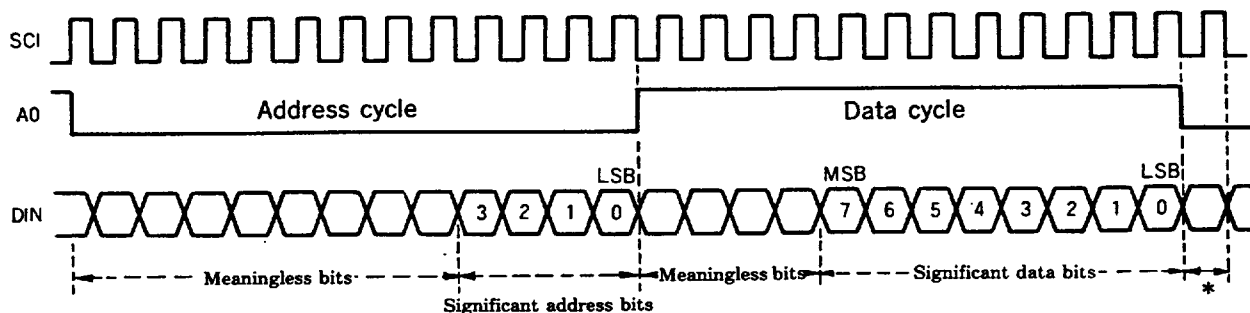 SCI
A0 Address cycle Data cycle
LSB MSB LSB
DIN 3 2 1 0 7 6 5 4 3 2 1 0
Meaningless bits Meaningless bits Significant data bits *
Significant address bits